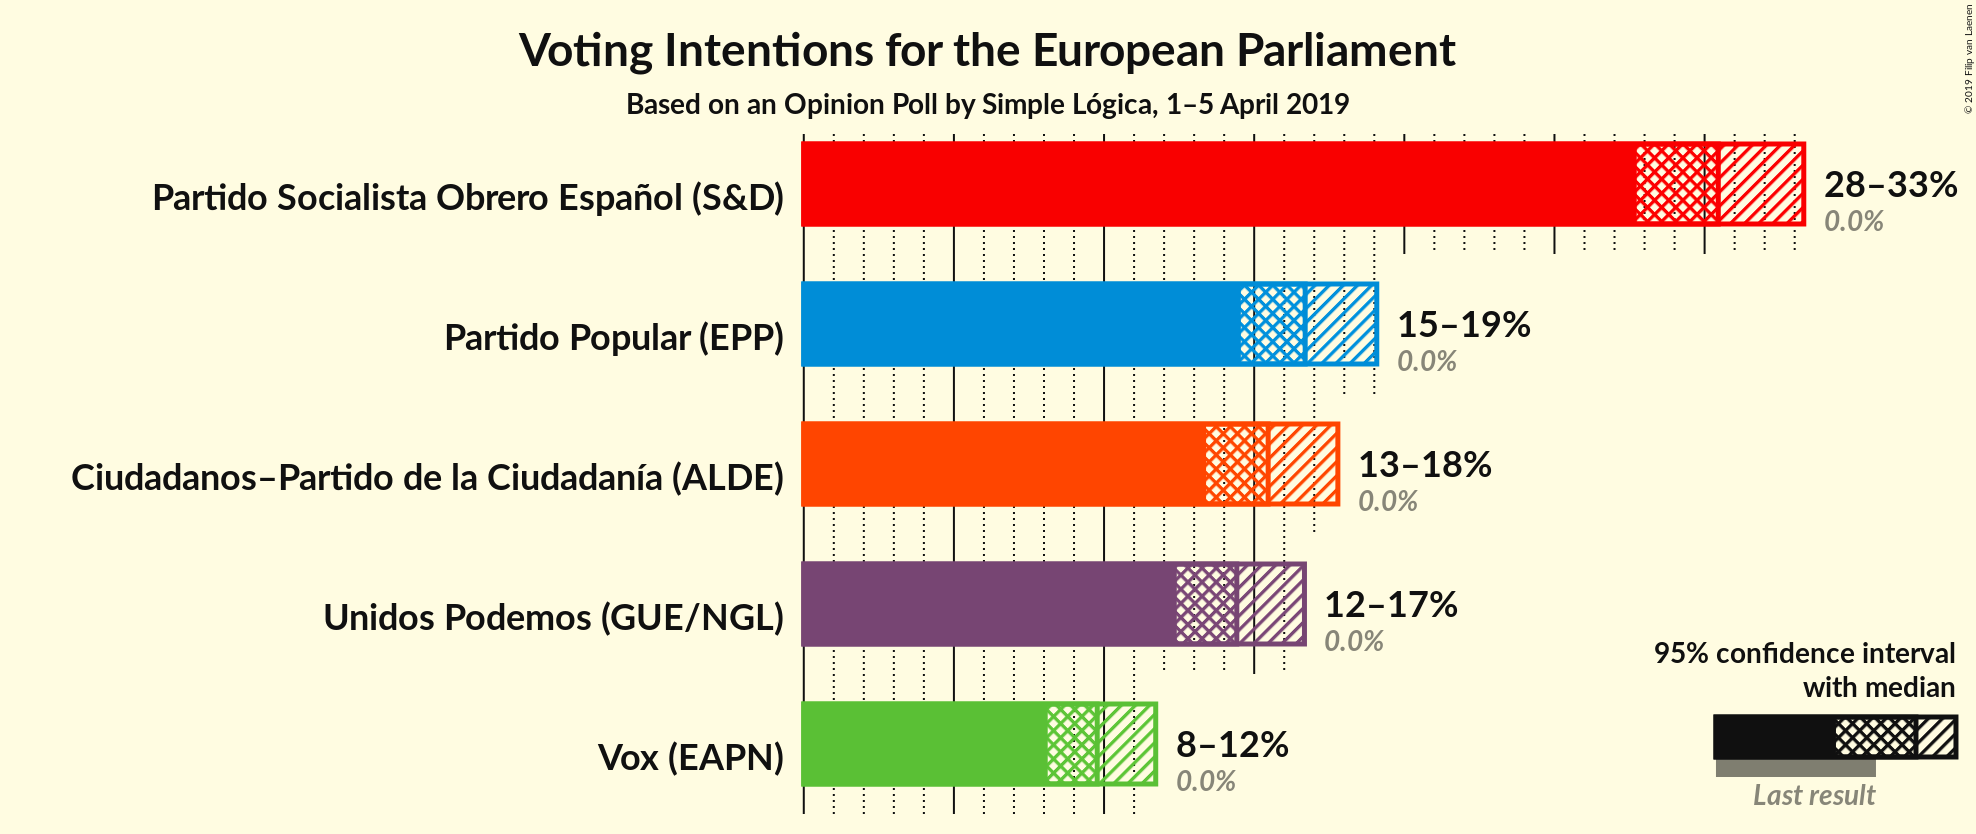 Voting Intentions for the European Parliament
Based on an Opinion Poll by Simple Lógica, 1–5 April 2019
© 2019 Filip van Laenen
Partido Socialista Obrero Español (S&D)
28–33%
0.0%
Partido Popular (EPP)
15–19%
0.0%
Ciudadanos–Partido de la Ciudadanía (ALDE)
13–18%
0.0%
Unidos Podemos (GUE/NGL)
12–17%
0.0%
Vox (EAPN)
8–12%
0.0%
95% confidence interval
with median
Last result